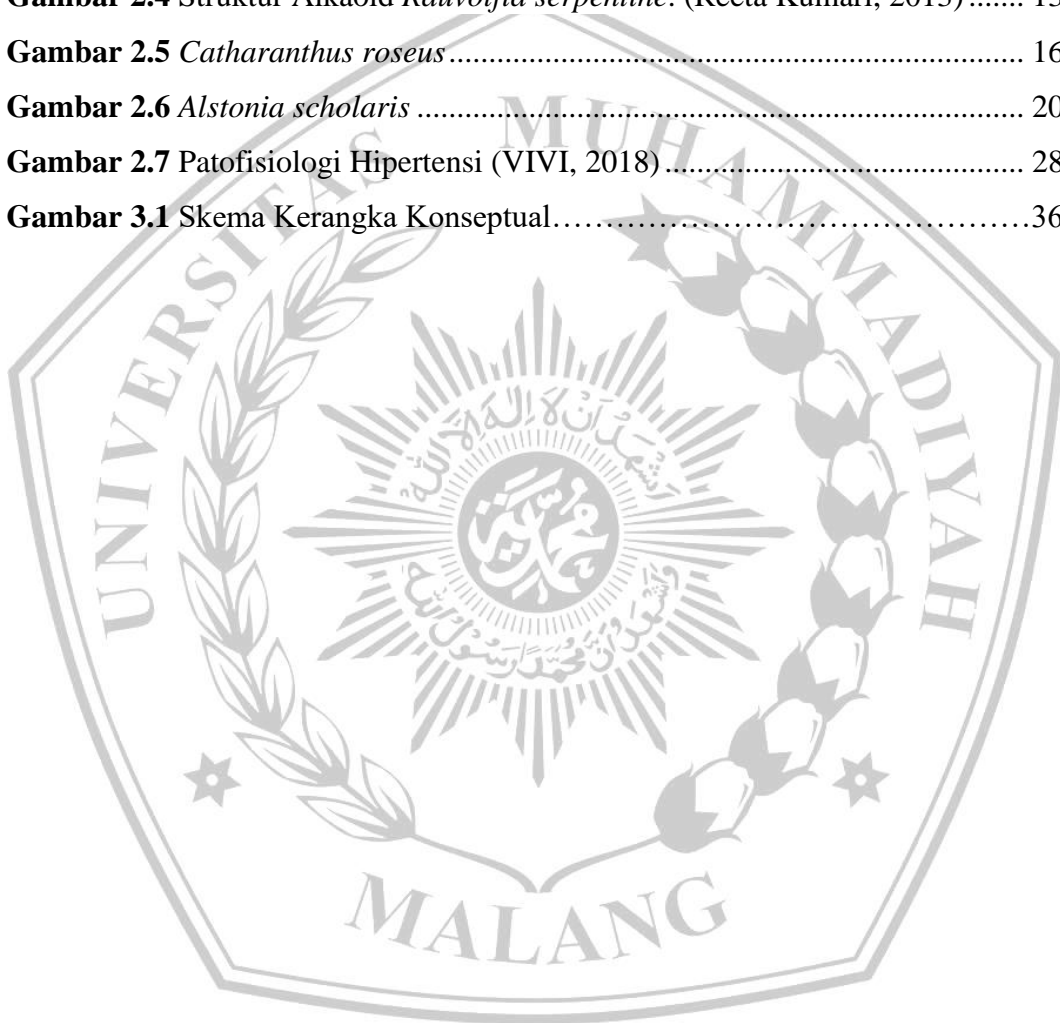 Gambar 2.4 Struktur Alkaoid Rauvolfia serpentine. (Reeta Kumari, 2013) ....... 13
Gambar 2.5 Catharanthus roseus ........................................................................... 16
Gambar 2.6 Alstonia scholaris ................................................................................ 20
Gambar 2.7 Patofisiologi Hipertensi (VIVI, 2018) ............................................... 28
Gambar 3.1 Skema Kerangka Konseptual……………………………………………36
UNIVERSITAS MUHAMMADIYAH
MALANG